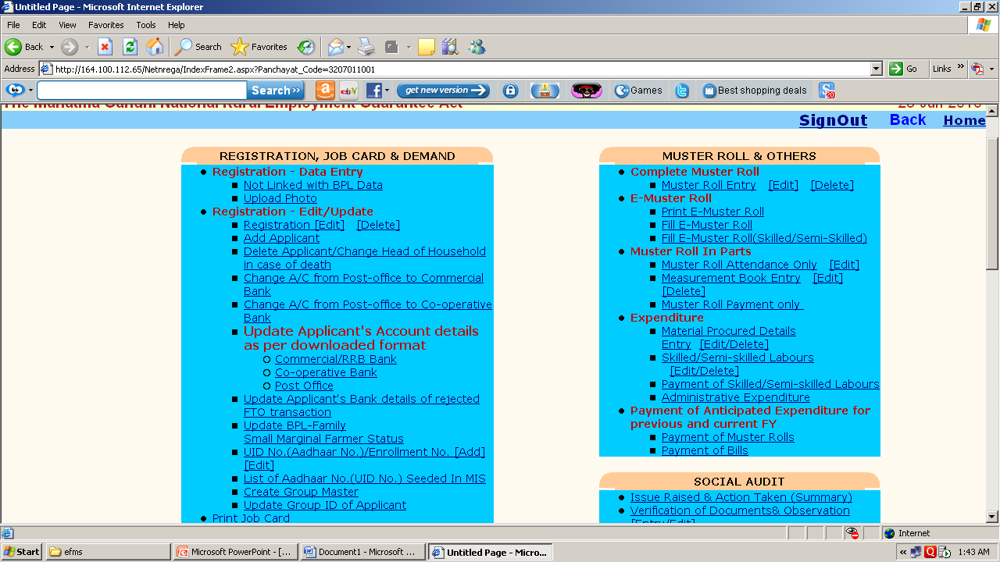 Untitled Page - Microsoft Internet Explorer
File Edit View Favorites Tools Help
Back Search Favorites
Address http://164.100.112.65/Netnrega/IndexFrame2.aspx?Panchayat_Code=3207011001 Go Links »
Search >> amazon ebY get new version Games Best shopping deals 20
The Mahatma Gandhi National Rural Employment Guarantee Act
SignOut Back Home
REGISTRATION, JOB CARD & DEMAND
Registration - Data Entry
Not Linked with BPL Data
Upload Photo
Registration - Edit/Update
Registration [Edit] [Delete]
Add Applicant
Delete Applicant/Change Head of Household
in case of death
Change A/C from Post-office to Commercial
Bank
Change A/C from Post-office to Co-operative
Bank
Update Applicant's Account details
as per downloaded format
Commercial/RRB Bank
Co-operative Bank
Post Office
Update Applicant's Bank details of rejected
FTO transaction
Update BPL-Family
Small Marginal Farmer Status
UID No.(Aadhaar No.)/Enrollment No. [Add]
[Edit]
List of Aadhaar No.(UID No.) Seeded In MIS
Create Group Master
Update Group ID of Applicant
Print Job Card
MUSTER ROLL & OTHERS
Complete Muster Roll
Muster Roll Entry [Edit] [Delete]
E-Muster Roll
Print E-Muster Roll
Fill E-Muster Roll
Fill E-Muster Roll(Skilled/Semi-Skilled)
Muster Roll In Parts
Muster Roll Attendance Only [Edit]
Measurement Book Entry [Edit]
[Delete]
Muster Roll Payment only
Expenditure
Material Procured Details
Entry [Edit/Delete]
Skilled/Semi-skilled Labours
[Edit/Delete]
Payment of Skilled/Semi-skilled Labours
Administrative Expenditure
Payment of Anticipated Expenditure for
previous and current FY
Payment of Muster Rolls
Payment of Bills
SOCIAL AUDIT
Issue Raised & Action Taken (Summary)
Verification of Documents& Observation
[Entry/Edit]
Internet
Start efms Microsoft PowerPoint - [... Document1 - Microsoft ... Untitled Page - Micro... « 1:43 AM